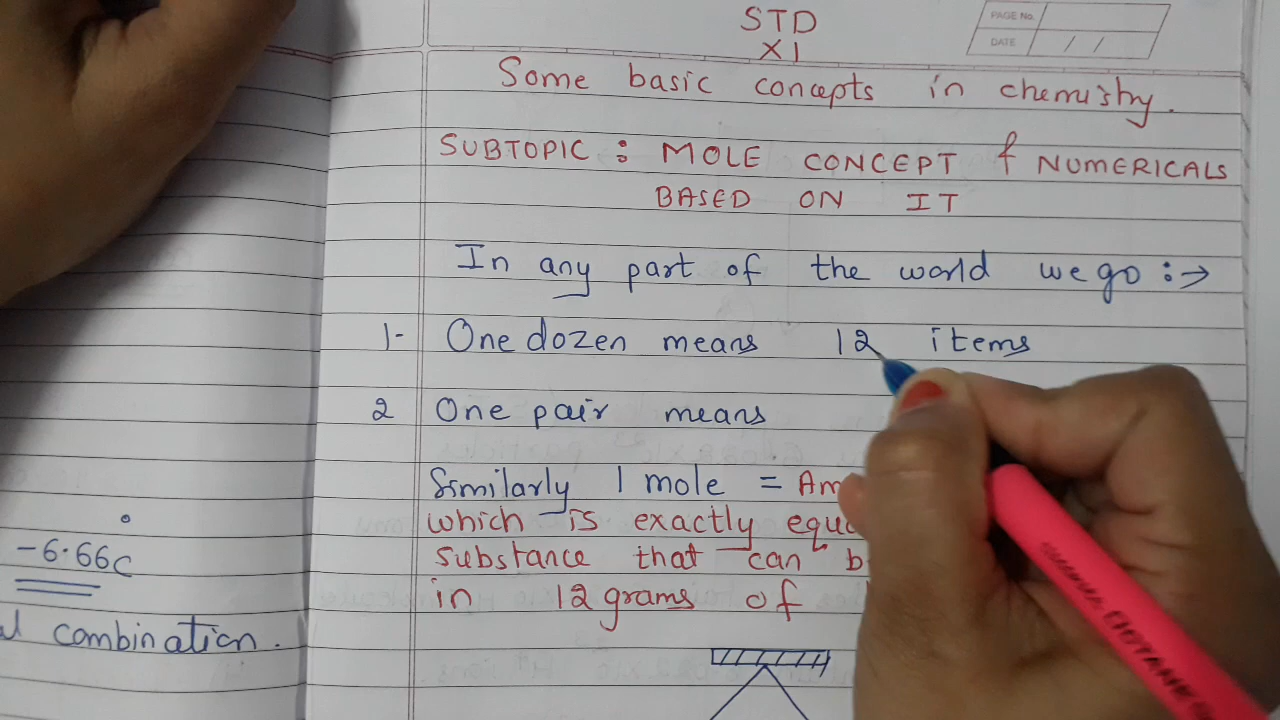 STD
XI
PAGE No.
DATE / /
Some basic concepts in chemistry.
SUBTOPIC : MOLE CONCEPT & NUMERICALS
BASED ON IT
In any part of the world we go :→
1- One dozen means 12 items
2 One pair means
Similarly 1 mole = Am
which is exactly equa
substance that can b
in 12 grams of
-6.66°C
combination.